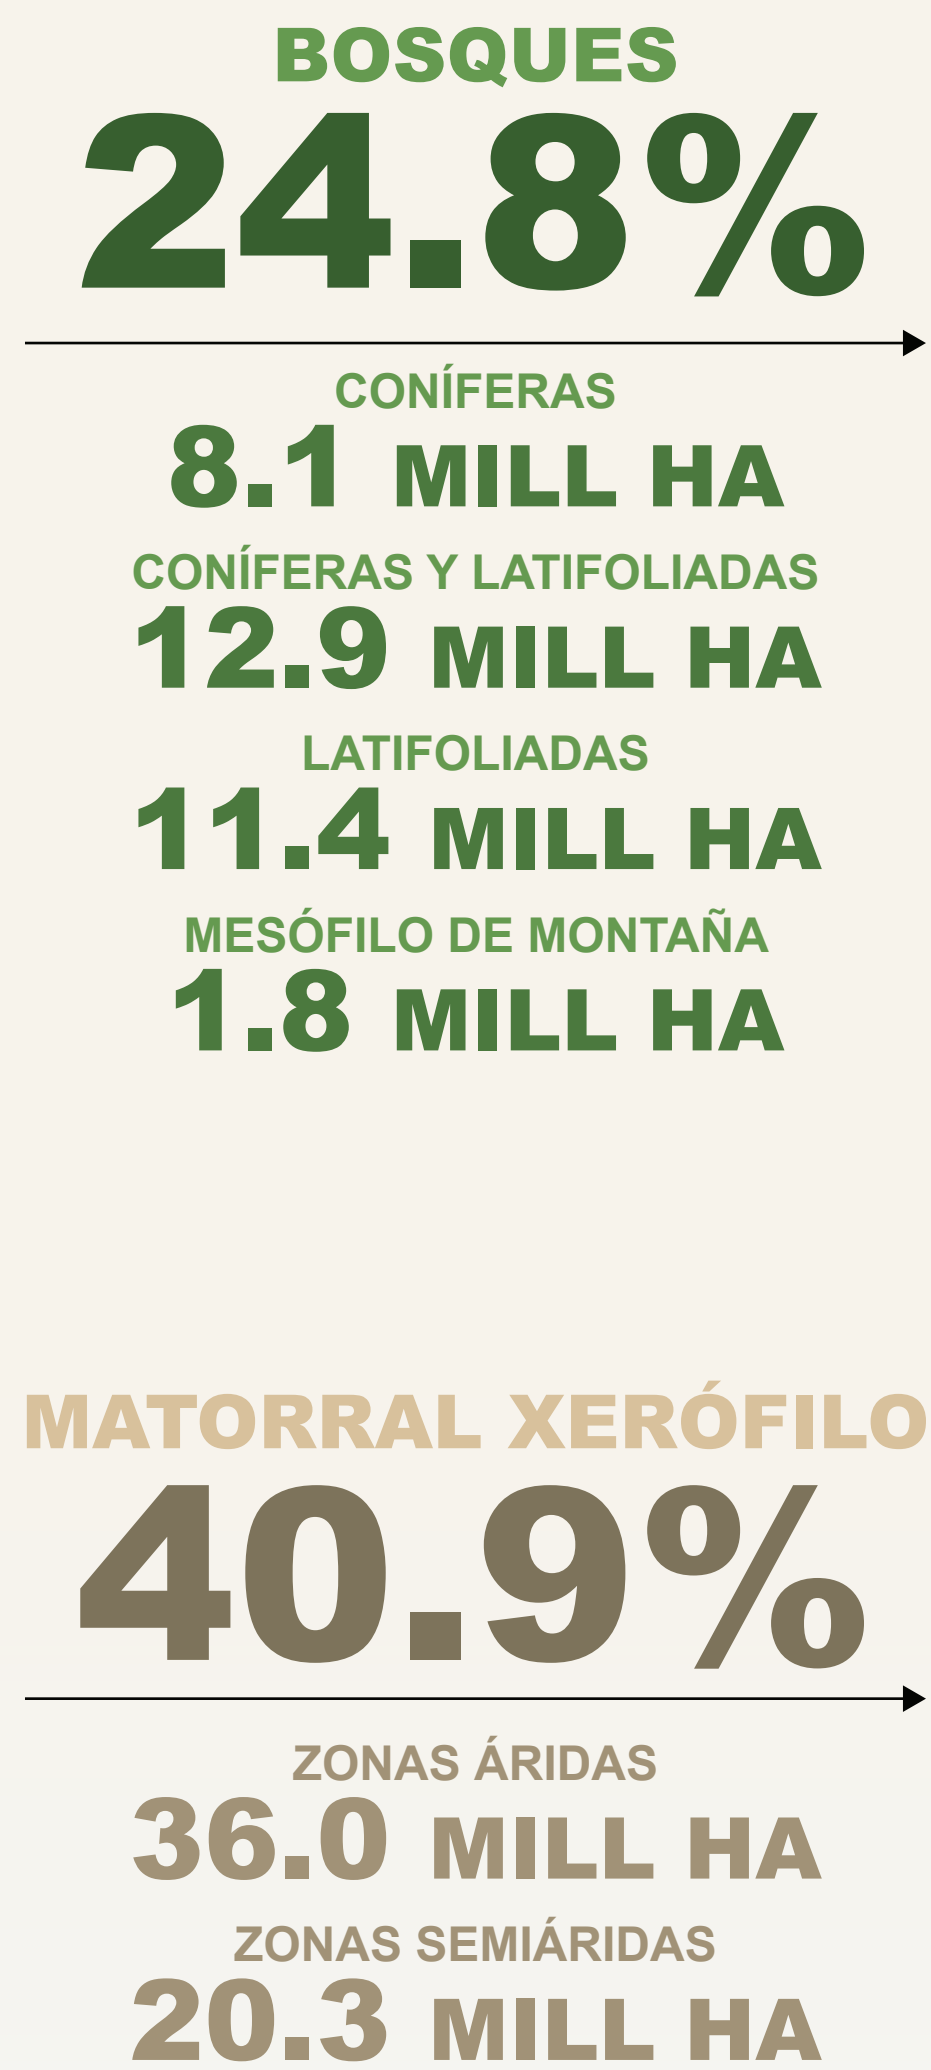 BOSQUES
24.8%
CONÍFERAS
8.1 MILL HA
CONÍFERAS Y LATIFOLIADAS
12.9 MILL HA
LATIFOLIADAS
11.4 MILL HA
MESÓFILO DE MONTAÑA
1.8 MILL HA
MATORRAL XERÓFILO
40.9%
ZONAS ÁRIDAS
36.0 MILL HA
ZONAS SEMIÁRIDAS
20.3 MILL HA